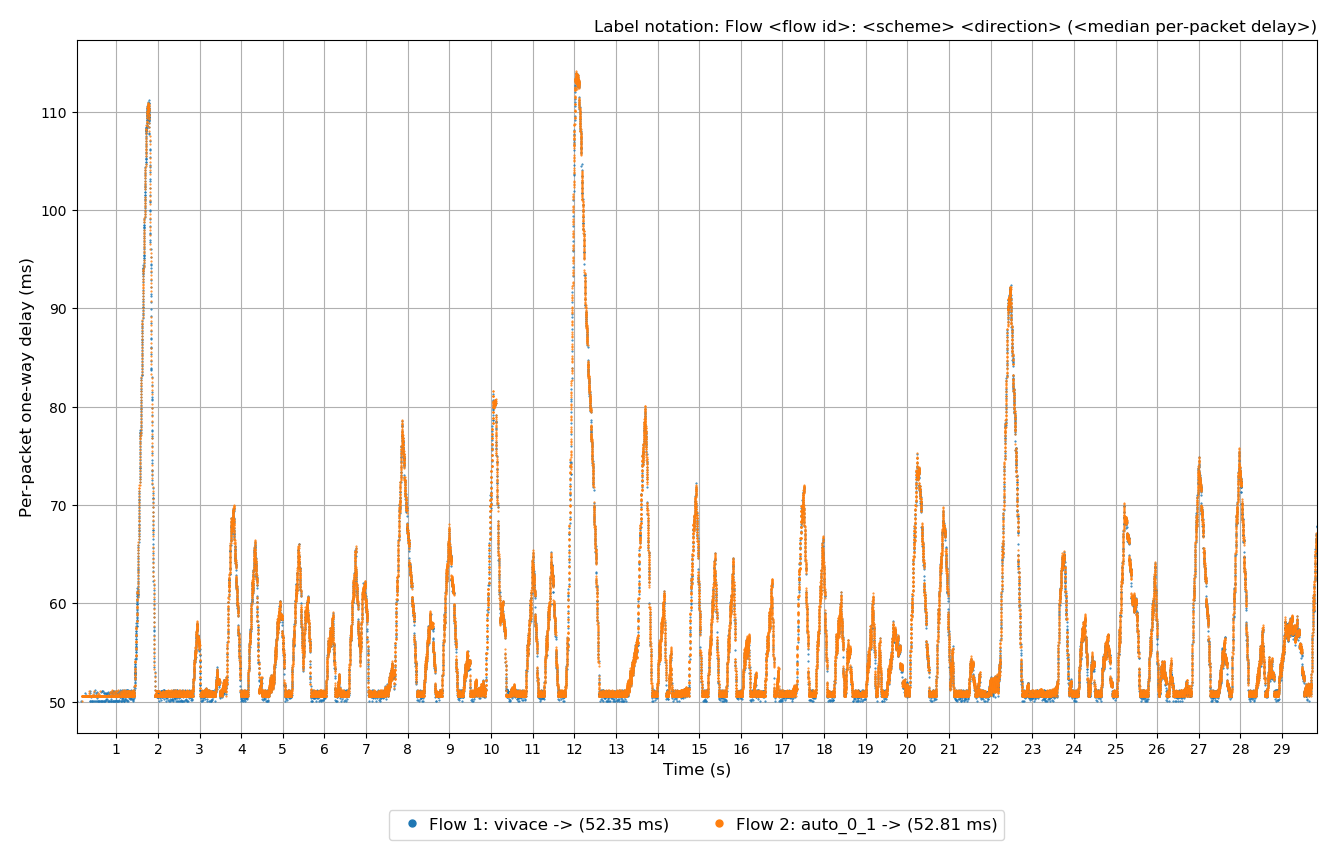 Label notation: Flow <flow id>: <scheme> <direction> (<median per-packet delay>)
Per-packet one-way delay (ms)
110
100
90
80
70
60
50
1 2 3 4 5 6 7 8 9 10 11 12 13 14 15 16 17 18 19 20 21 22 23 24 25 26 27 28 29
Time (s)
Flow 1: vivace -> (52.35 ms) Flow 2: auto_0_1 -> (52.81 ms)